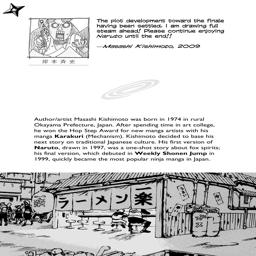 The plot development toward the finale
having been settled, I am drawing full
steam ahead! Please continue enjoying
Naruto until the end!!
—Masashi Kishimoto, 2009
岸本斉史
Author/artist Masashi Kishimoto was born in 1974 in rural
Okayama Prefecture, Japan. After spending time in art college,
he won the Hop Step Award for new manga artists with his
manga Karakuri (Mechanism). Kishimoto decided to base his
next story on traditional Japanese culture. His first version of
Naruto, drawn in 1997, was a one-shot story about fox spirits;
his final version, which debuted in Weekly Shonen Jump in
1999, quickly became the most popular ninja manga in Japan.
ラーメン 一楽